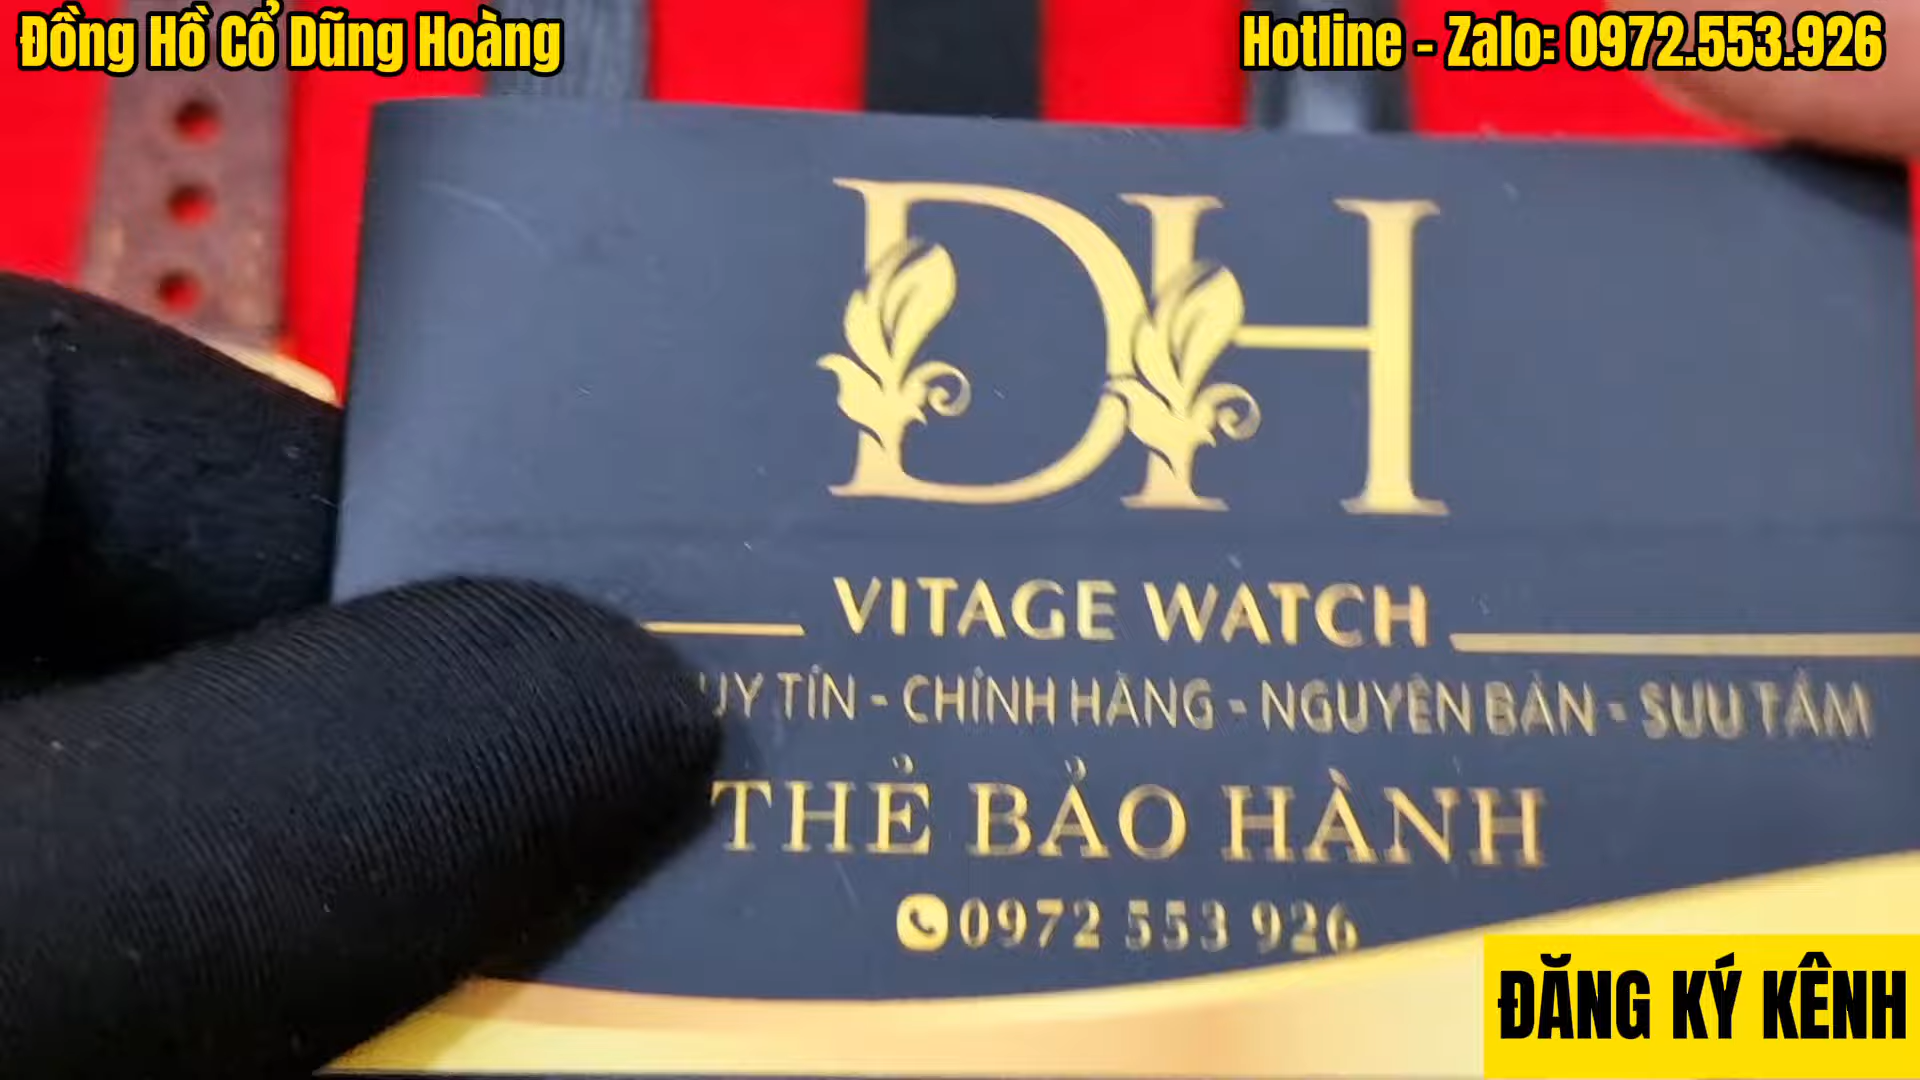 Đồng Hồ Cổ Dũng Hoàng
Hotline - Zalo: 0972.553.926
DH
VITAGE WATCH
TÍN - CHÍNH HÃNG - NGUYÊN BẢN - SƯU TẦM
THẺ BẢO HÀNH
0972 553 926
ĐĂNG KÝ KÊNH